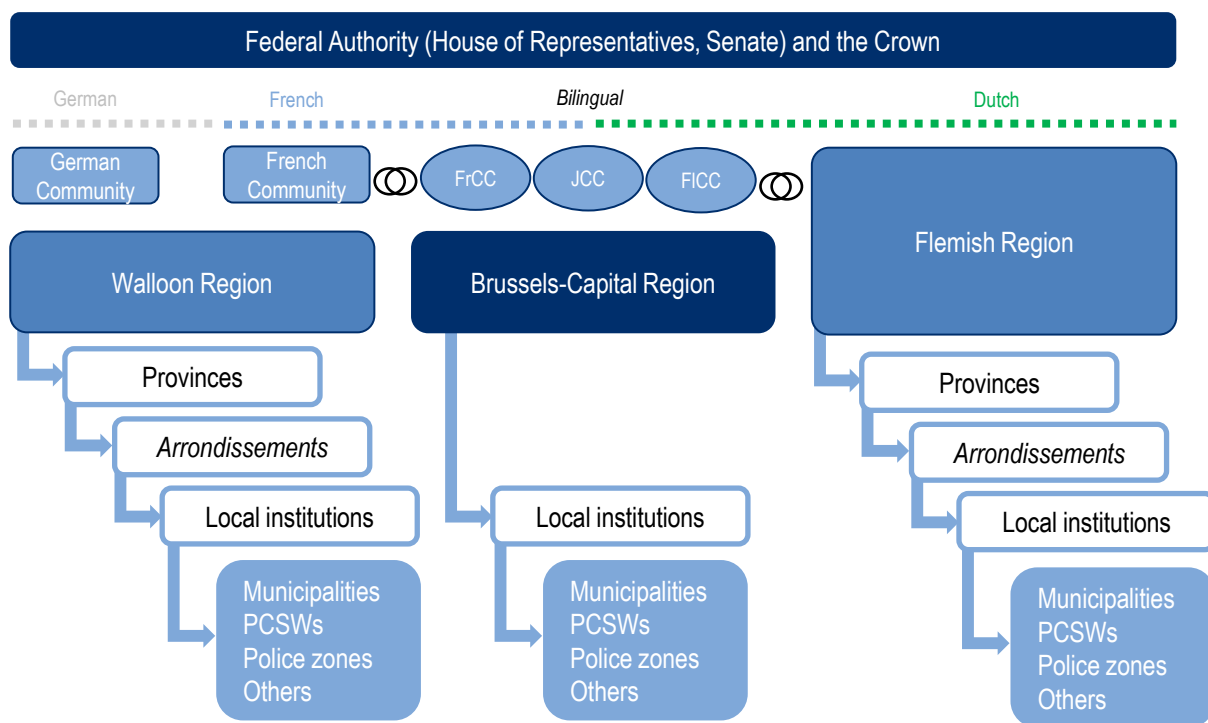 Federal Authority (House of Representatives, Senate) and the Crown
German
French
Bilingual
Dutch
German
Community
French
Community
FrCC
JCC
FlCC
Flemish Region
Walloon Region
Brussels-Capital Region
Provinces
Arrondissements
Local institutions
Municipalities
PCSWs
Police zones
Others
Local institutions
Municipalities
PCSWs
Police zones
Others
Provinces
Arrondissements
Local institutions
Municipalities
PCSWs
Police zones
Others